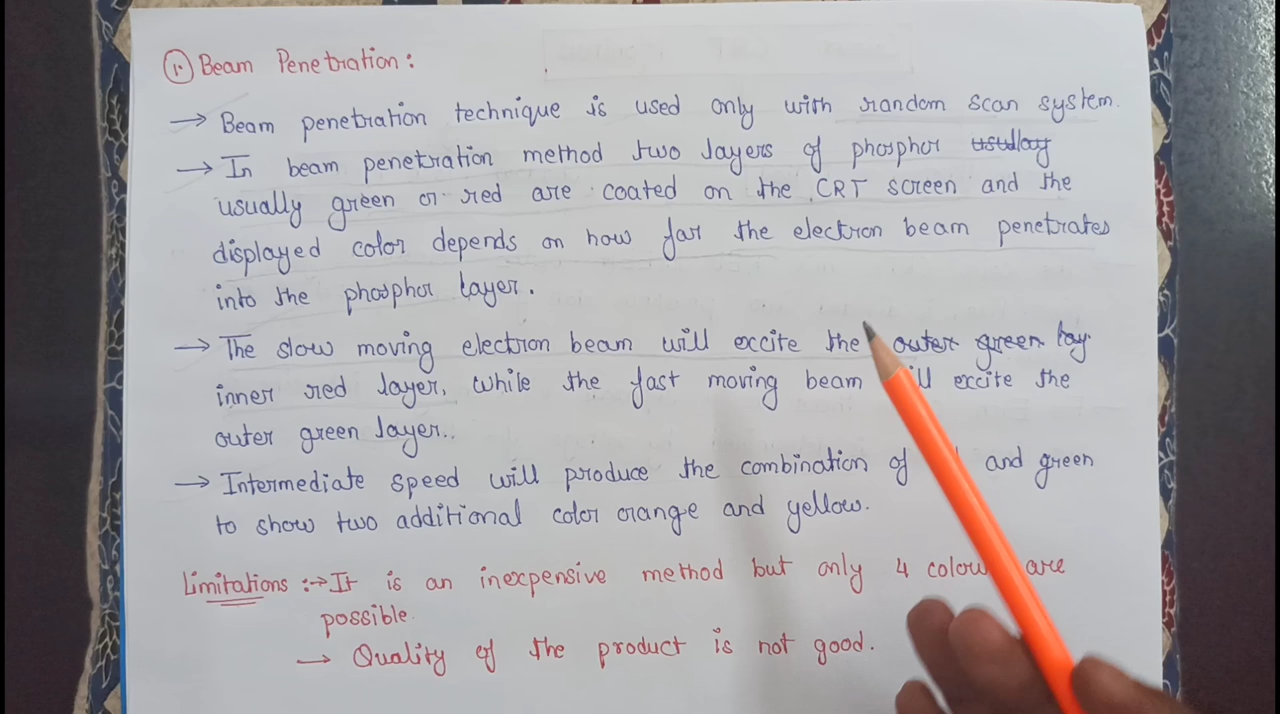 1. Beam Penetration:
→ Beam penetration technique is used only with random scan system.
→ In beam penetration method two layers of phosphor
usually green or red are coated on the CRT screen and the
displayed color depends on how far the electron beam penetrates
into the phosphor layer.
→ The slow moving electron beam will excite the outer green lay
inner red layer, while the fast moving beam ill excite the
outer green layer..
→ Intermediate speed will produce the combination of and green
to show two additional color orange and yellow.
Limitations :→ It is an inexpensive method but only 4 colou are
possible.
→ Quality of the product is not good.